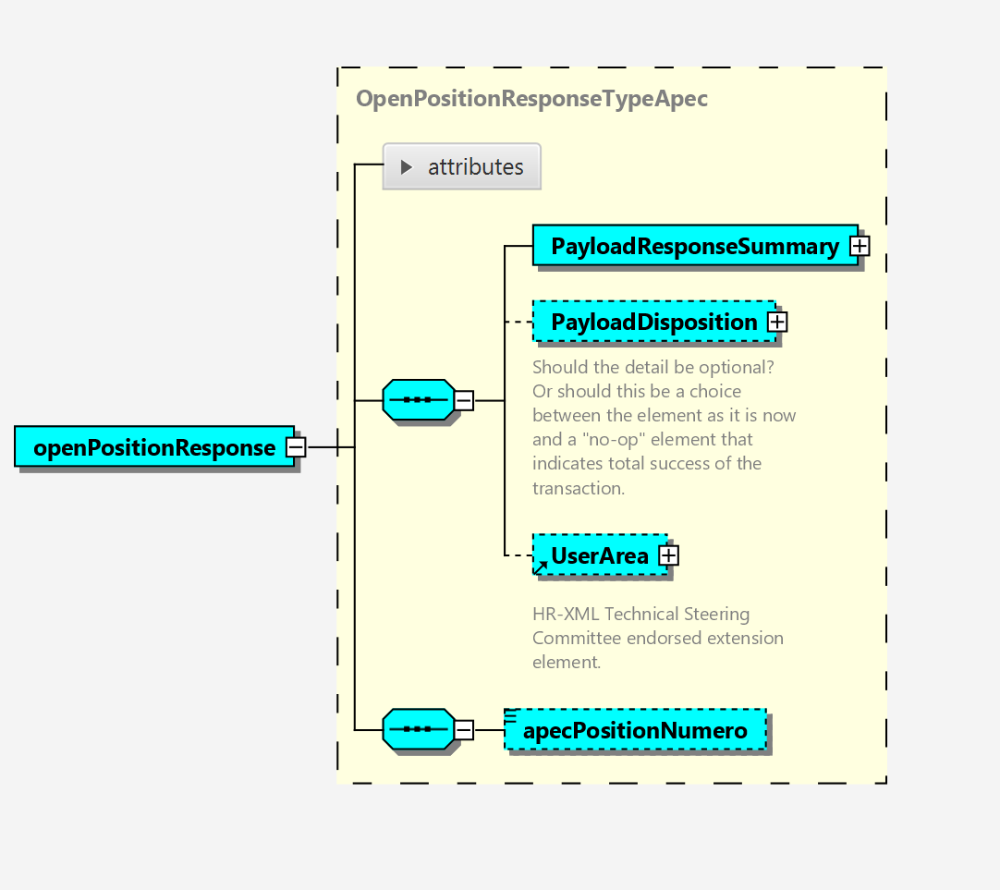 OpenPositionResponseTypeApec
attributes
PayloadResponseSummary
PayloadDisposition
Should the detail be optional?
Or should this be a choice
between the element as it is now
and a "no-op" element that
indicates total success of the
transaction.
openPositionResponse
UserArea
HR-XML Technical Steering
Committee endorsed extension
element.
apecPositionNumero